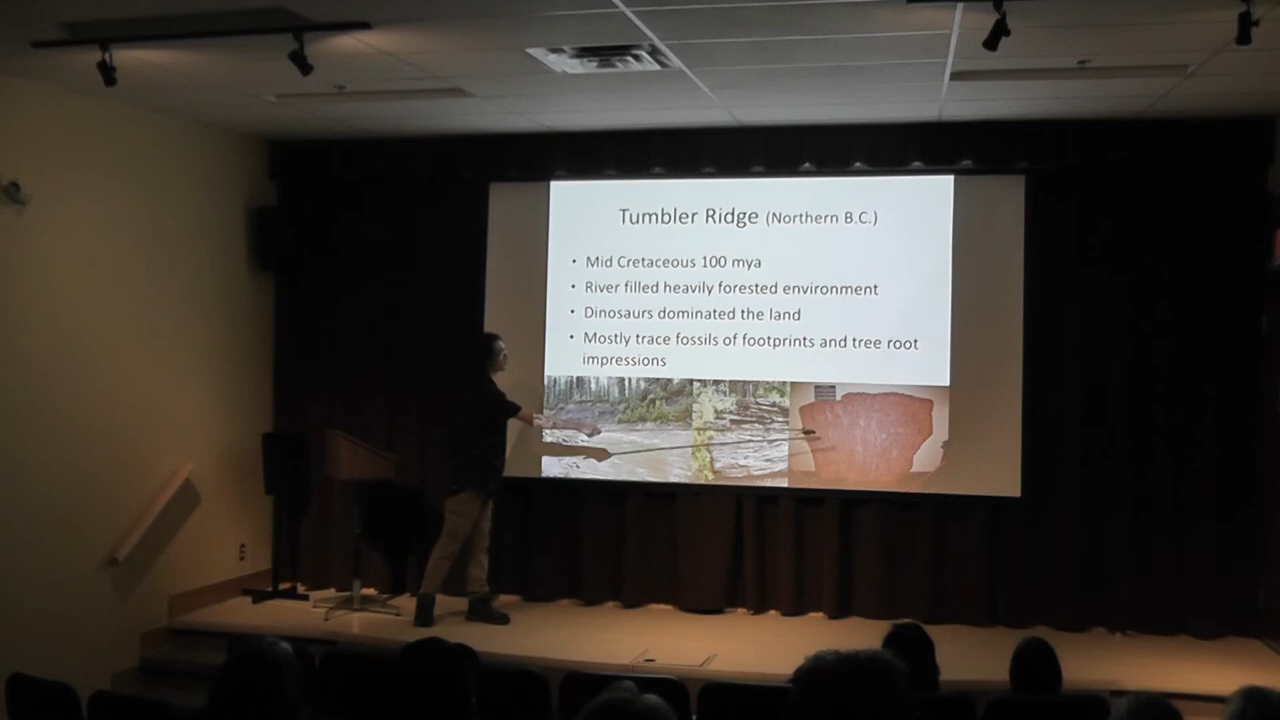 Tumbler Ridge (Northern B.C.)
• Mid Cretaceous 100 mya
• River filled heavily forested environment
• Dinosaurs dominated the land
• Mostly trace fossils of footprints and tree root
impressions